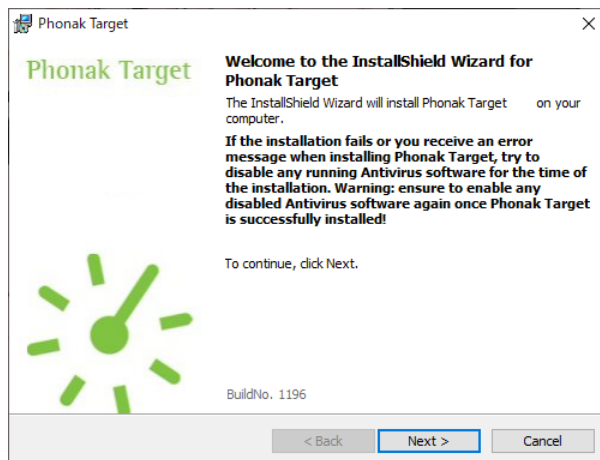 Phonak Target
Phonak Target
Welcome to the InstallShield Wizard for
Phonak Target
The InstallShield Wizard will install Phonak Target on your
computer.
If the installation fails or you receive an error
message when installing Phonak Target, try to
disable any running Antivirus software for the time of
the installation. Warning: ensure to enable any
disabled Antivirus software again once Phonak Target
is successfully installed!
To continue, click Next.
BuildNo. 1196
< Back Next > Cancel